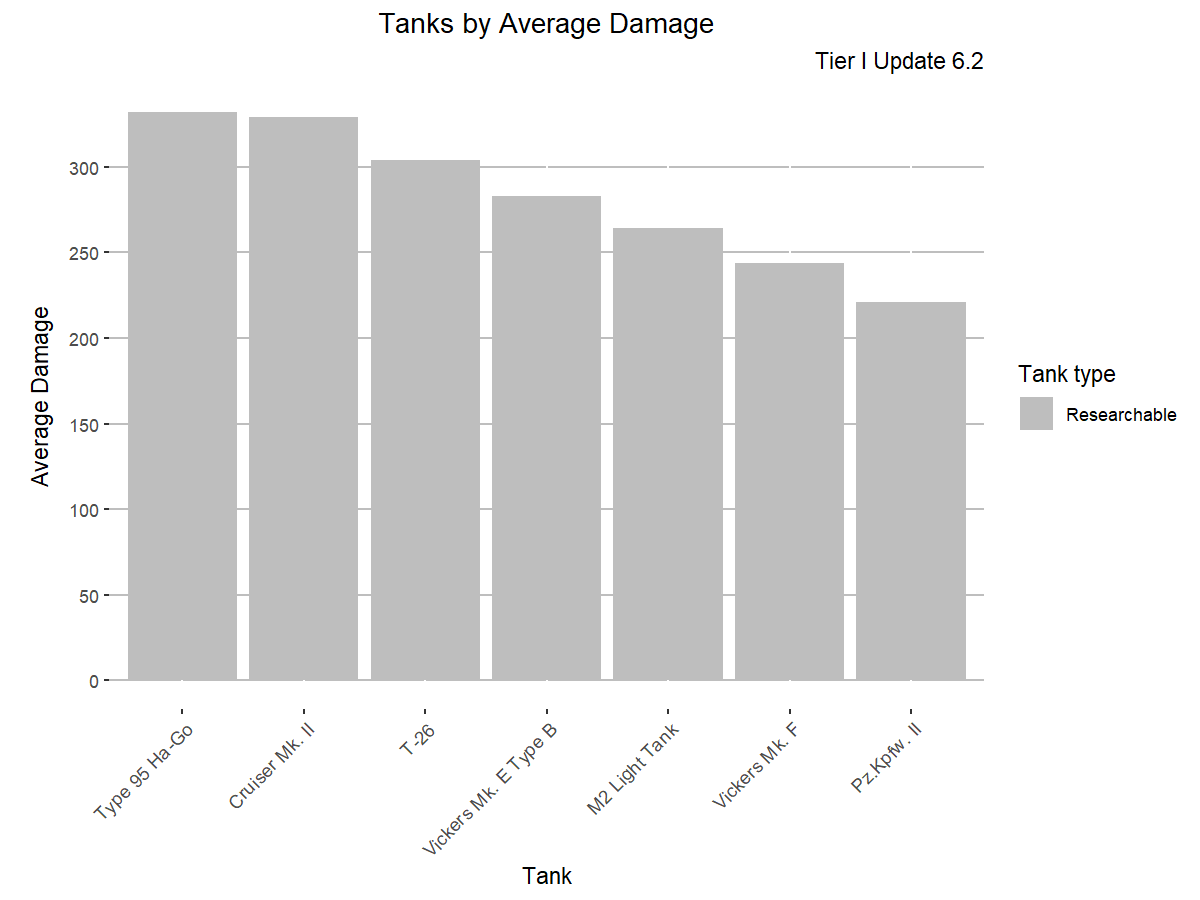 Tanks by Average Damage
Tier I Update 6.2
Average Damage
300
250
200
150
100
50
0
Type 95 Ha-Go
Cruiser Mk. II
T-26
Vickers Mk. E Type B
M2 Light Tank
Vickers Mk. F
Pz.Kpfw. II
Tank
Tank type
Researchable